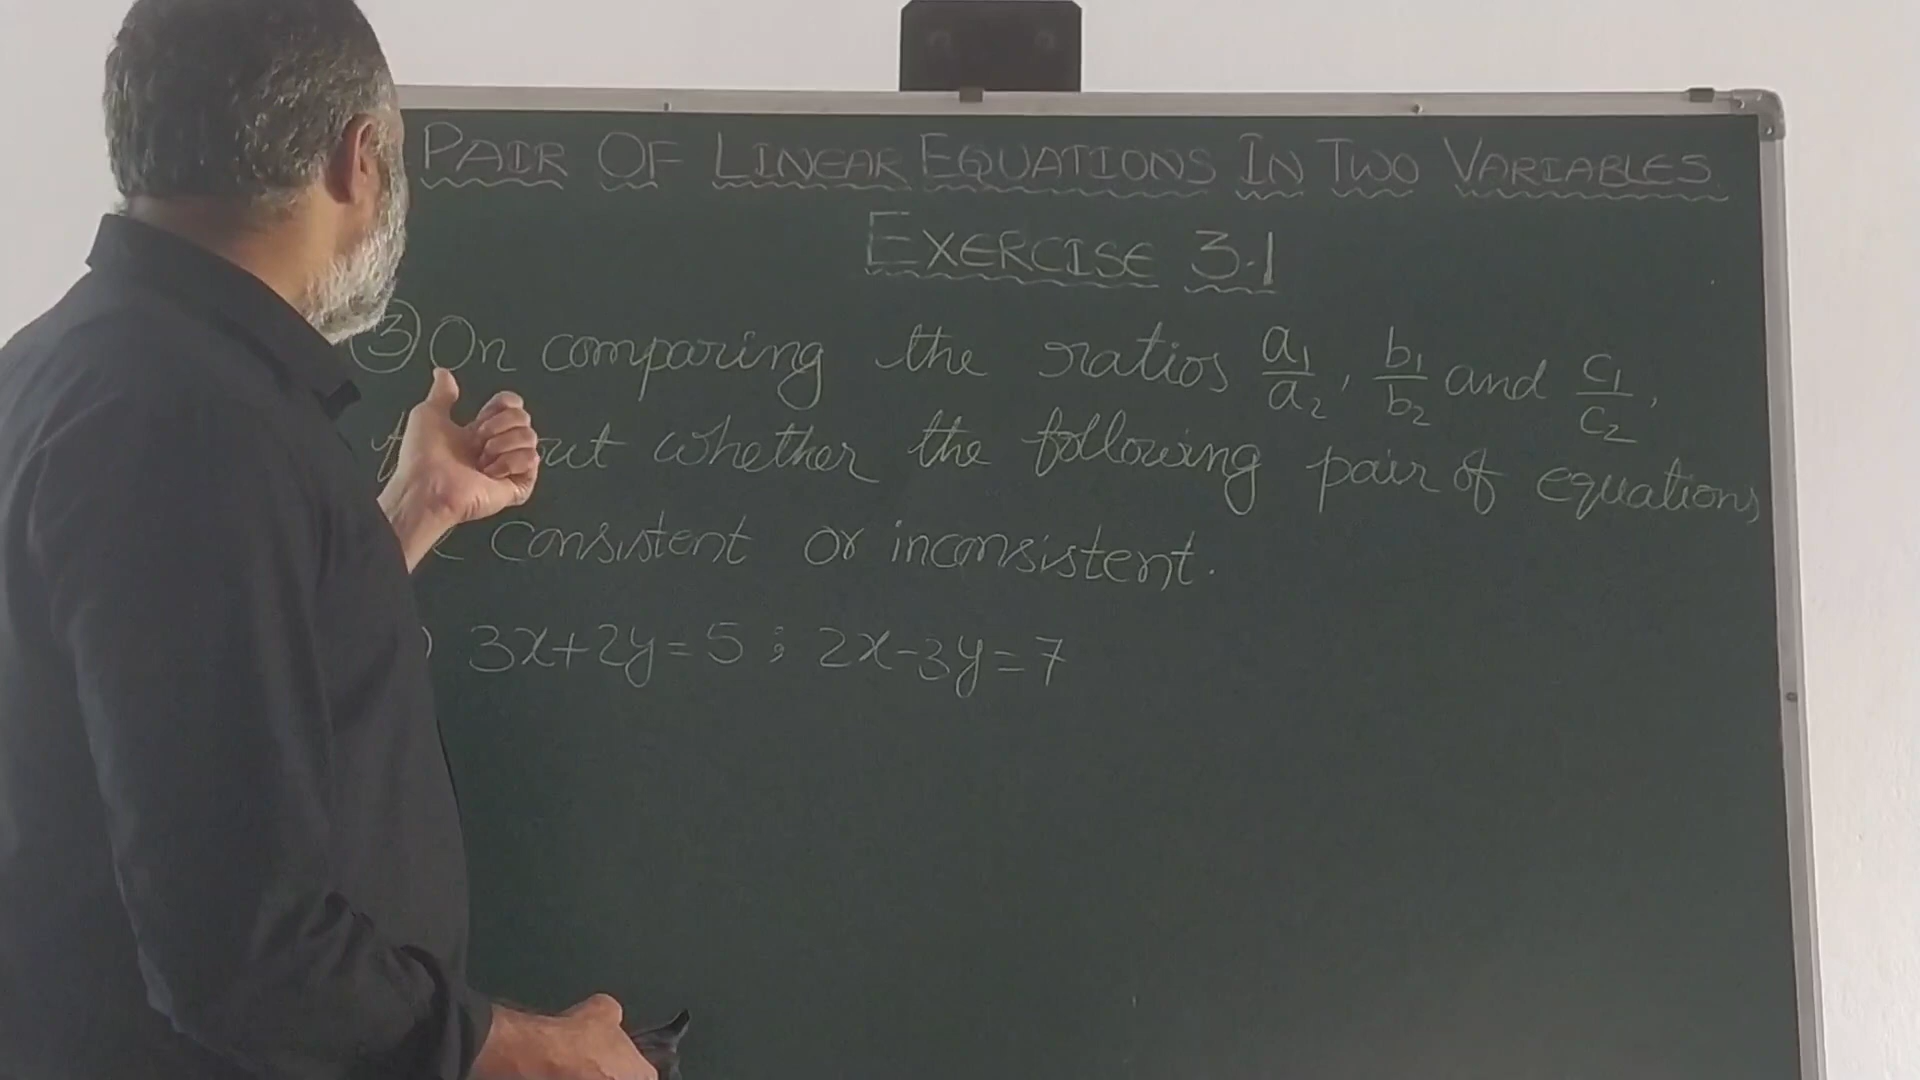 PAIR OF LINEAR EQUATIONS IN TWO VARIABLES
EXERCISE 3.1
③ On comparing the ratios a₁/a₂, b₁/b₂ and c₁/c₂,
whether the following pair of equations
consistent or inconsistent.
) 3x+2y=5 ; 2x-3y=7